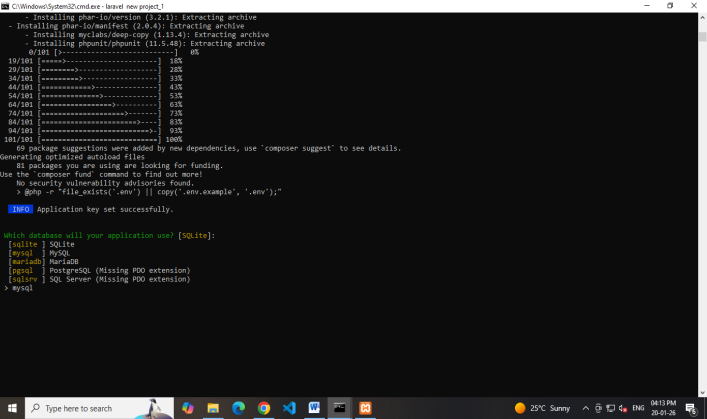 C:\Windows\System32\cmd.exe - laravel new project_1
- Installing phar-io/version (3.2.1): Extracting archive
- Installing phar-io/manifest (2.0.4): Extracting archive
- Installing myclabs/deep-copy (1.13.4): Extracting archive
- Installing phpunit/phpunit (11.5.48): Extracting archive
0/101 [>---------------------------] 0%
19/101 [=====>----------------------] 18%
29/101 [========>-------------------] 28%
34/101 [=========>------------------] 33%
44/101 [============>---------------] 43%
54/101 [==============>-------------] 53%
64/101 [=================>----------] 63%
74/101 [====================>-------] 73%
84/101 [=======================>----] 83%
94/101 [==========================>-] 93%
101/101 [============================] 100%
69 package suggestions were added by new dependencies, use `composer suggest` to see details.
Generating optimized autoload files
81 packages you are using are looking for funding.
Use the `composer fund` command to find out more!
No security vulnerability advisories found.
> @php -r "file_exists('.env') || copy('.env.example', '.env');"
INFO Application key set successfully.
Which database will your application use? [SQLite]:
[sqlite ] SQLite
[mysql  ] MySQL
[mariadb] MariaDB
[pgsql  ] PostgreSQL (Missing PDO extension)
[sqlsrv ] SQL Server (Missing PDO extension)
> mysql
Type here to search
25°C Sunny
ENG
04:13 PM
20-01-26